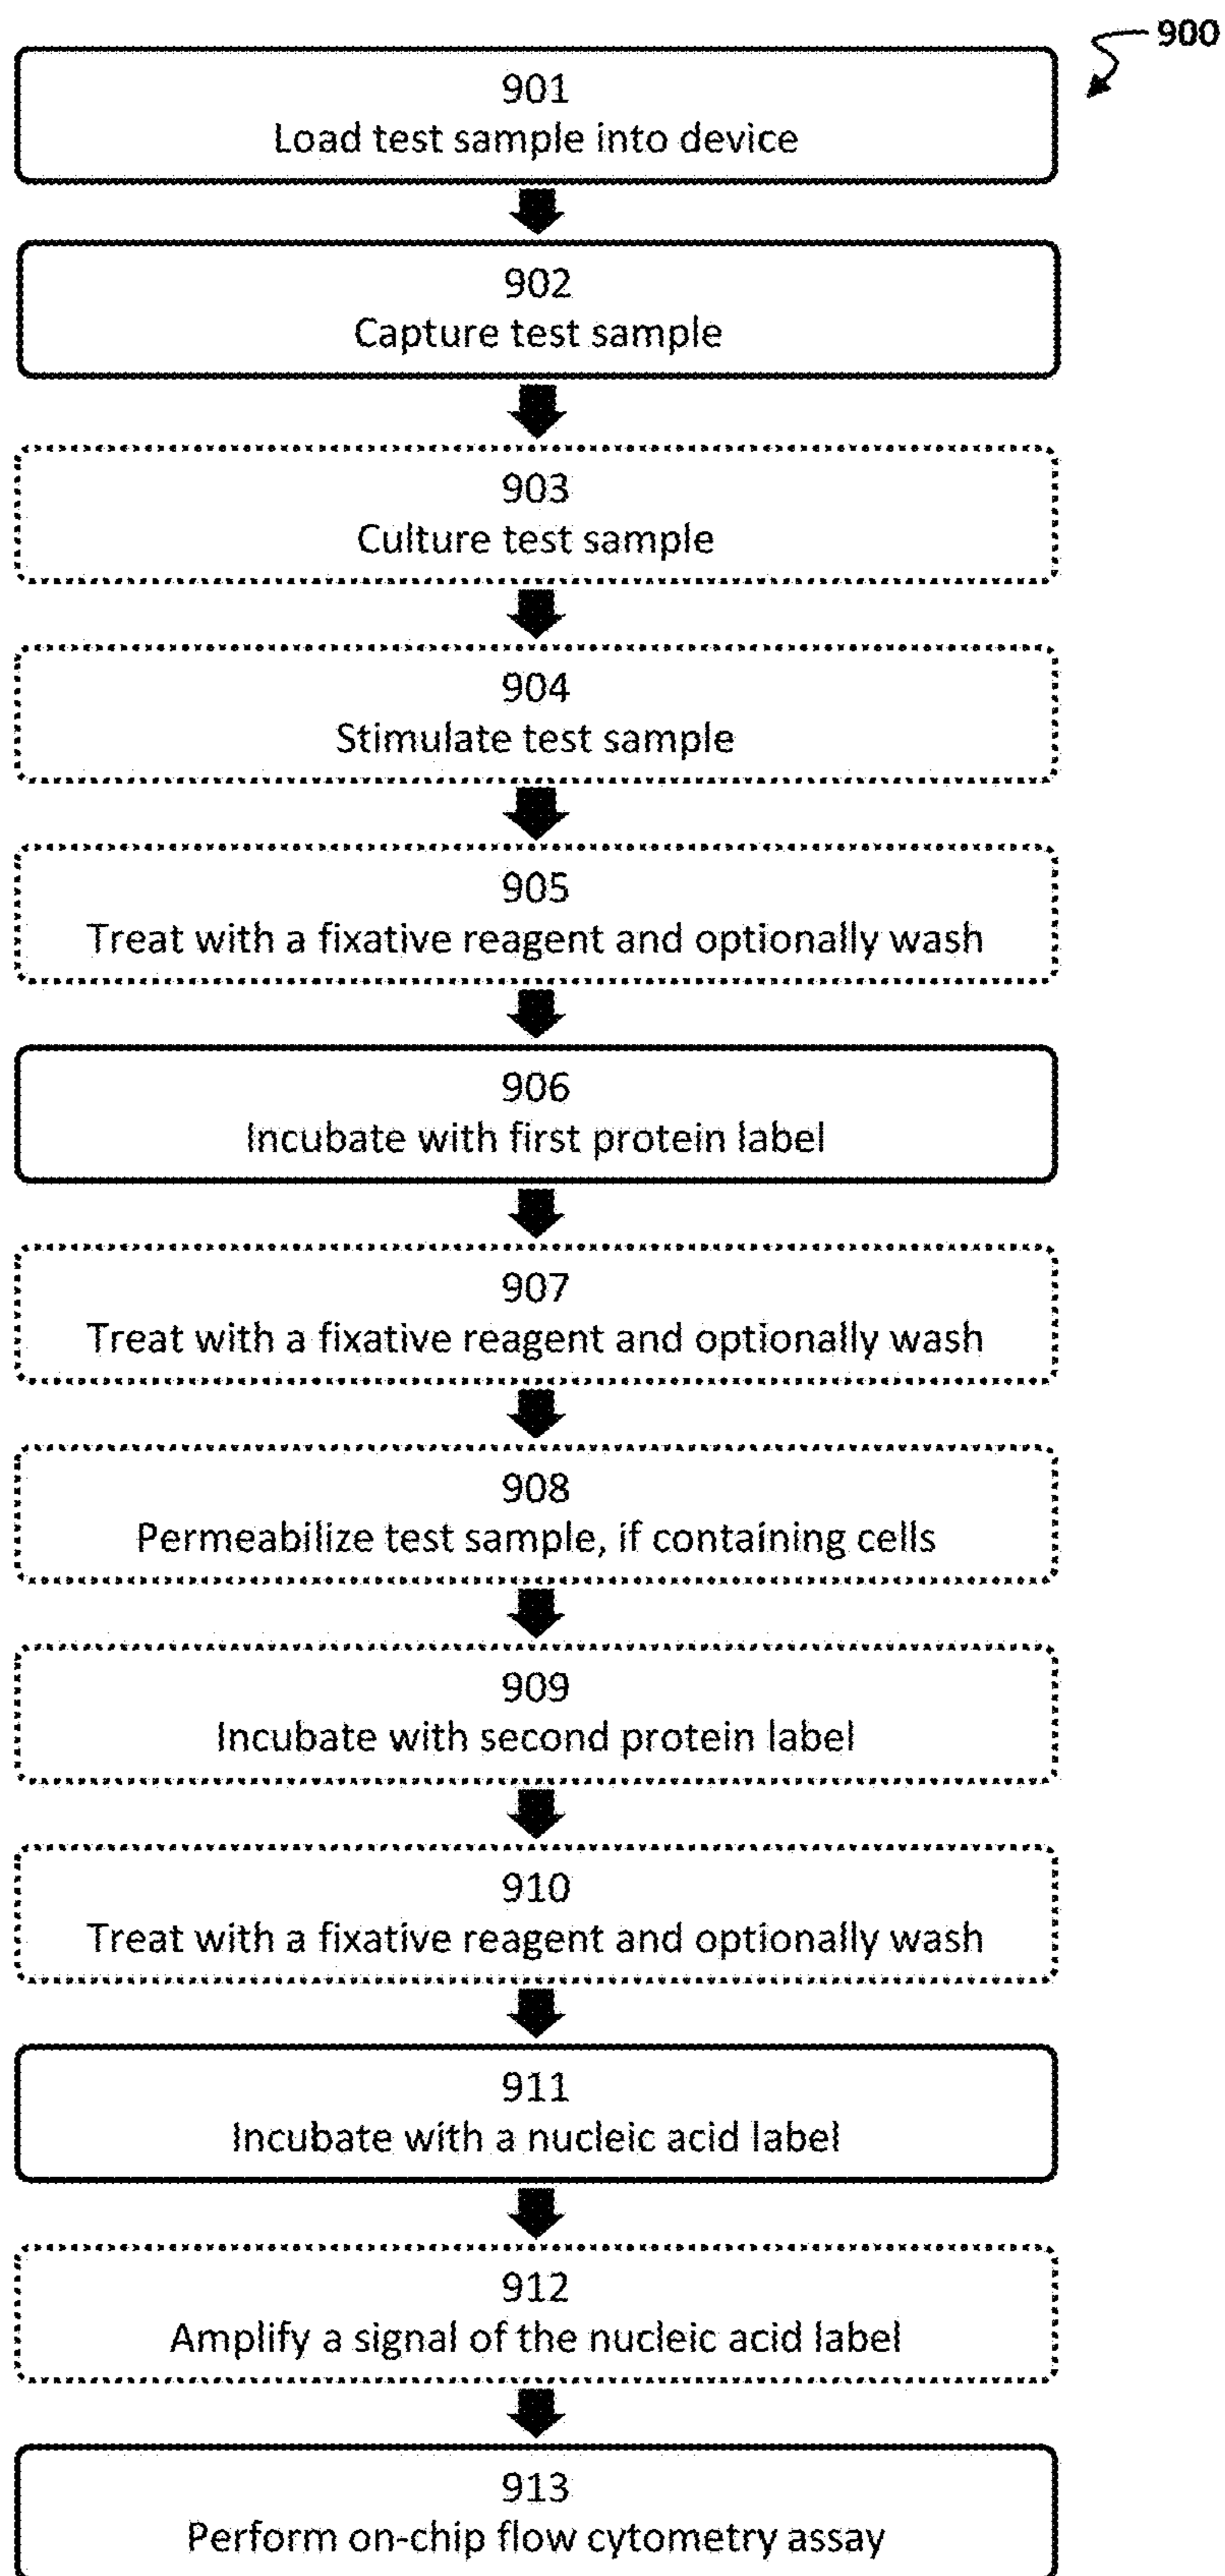 900
901
Load test sample into device
902
Capture test sample
903
Culture test sample
904
Stimulate test sample
905
Treat with a fixative reagent and optionally wash
906
Incubate with first protein label
907
Treat with a fixative reagent and optionally wash
908
Permeabilize test sample, if containing cells
909
Incubate with second protein label
910
Treat with a fixative reagent and optionally wash
911
Incubate with a nucleic acid label
912
Amplify a signal of the nucleic acid label
913
Perform on-chip flow cytometry assay